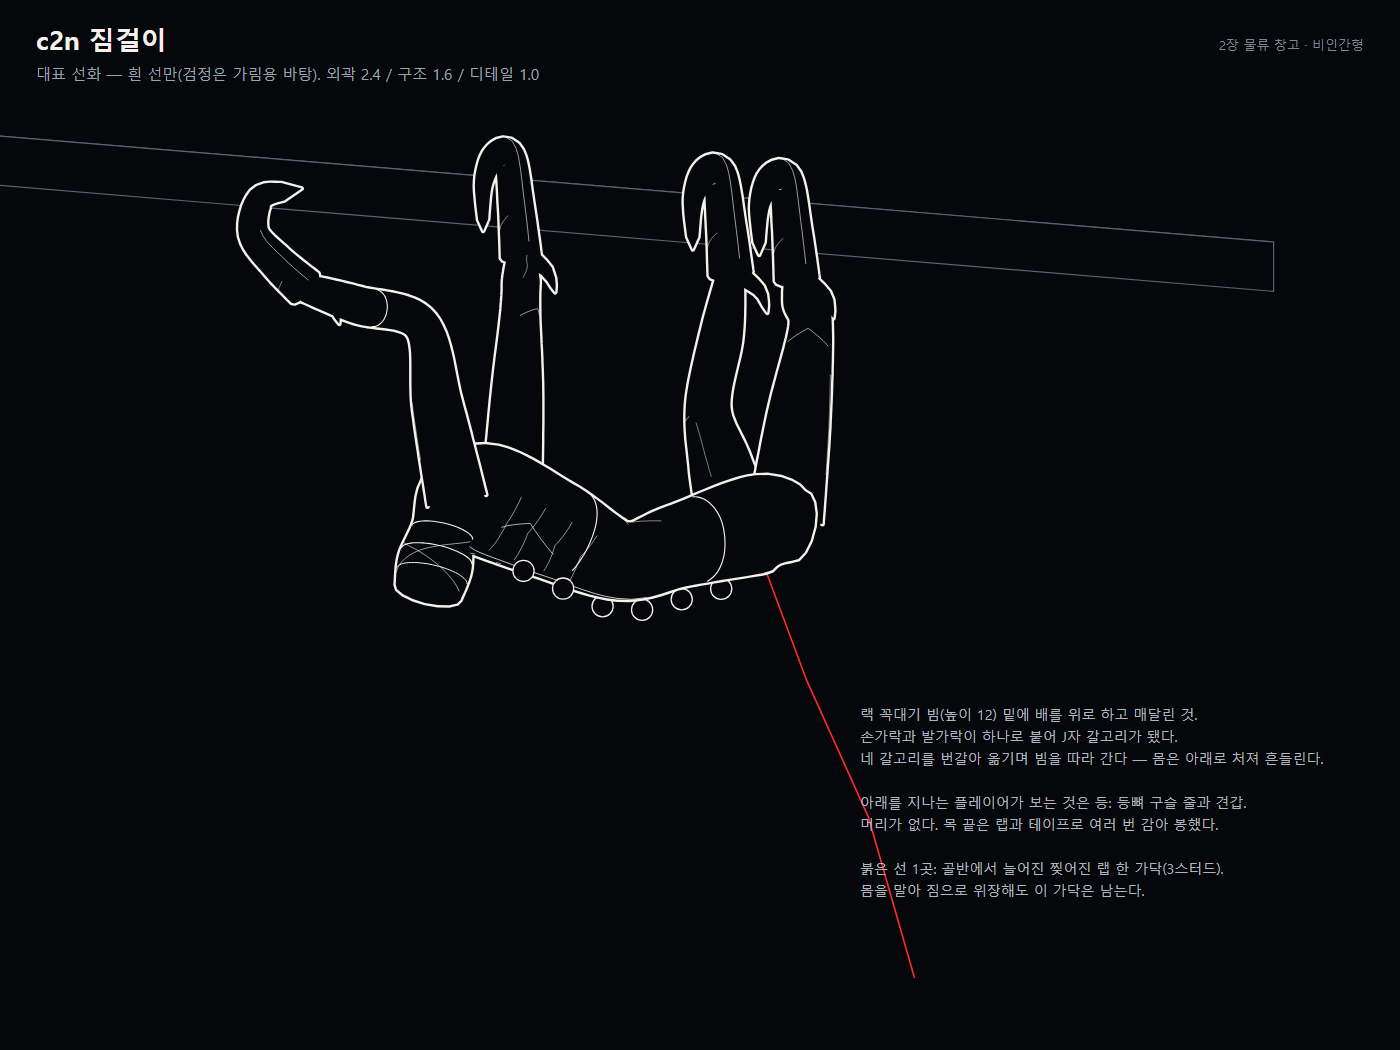 c2n 짐걸이
2장 물류 창고 · 비인간형
대표 선화 — 흰 선만(검정은 가림용 바탕). 외곽 2.4 / 구조 1.6 / 디테일 1.0
랙 꼭대기 빔(높이 12) 밑에 배를 위로 하고 매달린 것.
손가락과 발가락이 하나로 붙어 J자 갈고리가 됐다.
네 갈고리를 번갈아 옮기며 빔을 따라 간다 — 몸은 아래로 처져 흔들린다.
아래를 지나는 플레이어가 보는 것은 등: 등뼈 구슬 줄과 견갑.
머리가 없다. 목 끝은 랩과 테이프로 여러 번 감아 봉했다.
붉은 선 1곳: 골반에서 늘어진 찢어진 랩 한 가닥(3스터드).
몸을 말아 짐으로 위장해도 이 가닥은 남는다.